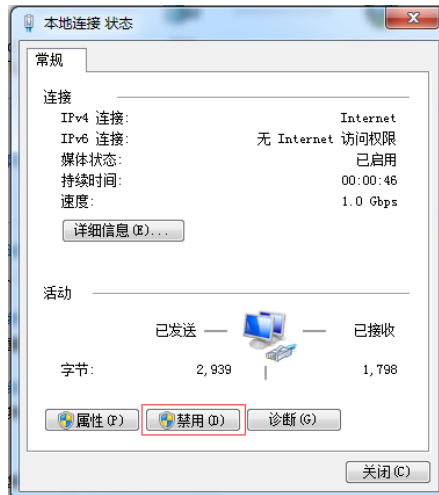 本地连接 状态
常规
连接
IPv4 连接: Internet
IPv6 连接: 无 Internet 访问权限
媒体状态: 已启用
持续时间: 00:00:46
速度: 1.0 Gbps
详细信息(E)...
活动
已发送 — — 已接收
字节: 2,939 | 1,798
属性(P) 禁用(D) 诊断(G)
关闭(C)